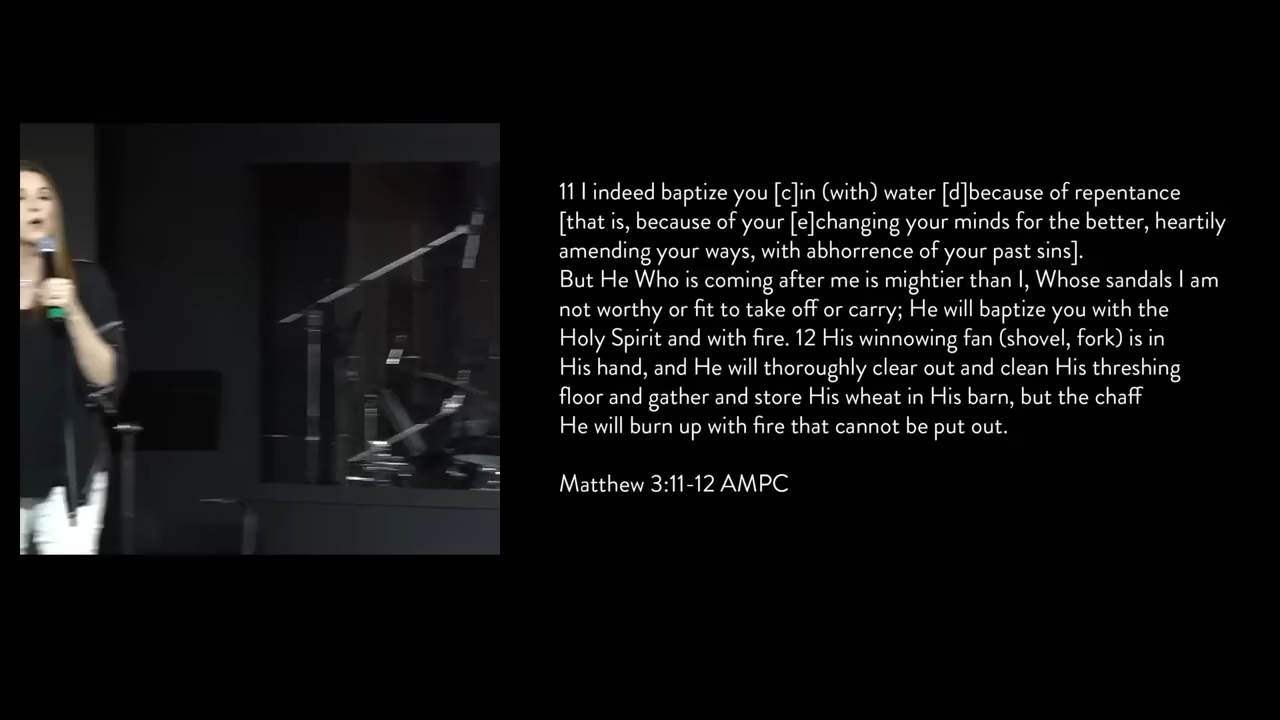 11 I indeed baptize you [c]in (with) water [d]because of repentance
[that is, because of your [e]changing your minds for the better, heartily
amending your ways, with abhorrence of your past sins].
But He Who is coming after me is mightier than I, Whose sandals I am
not worthy or fit to take off or carry; He will baptize you with the
Holy Spirit and with fire. 12 His winnowing fan (shovel, fork) is in
His hand, and He will thoroughly clear out and clean His threshing
floor and gather and store His wheat in His barn, but the chaff
He will burn up with fire that cannot be put out.
Matthew 3:11-12 AMPC